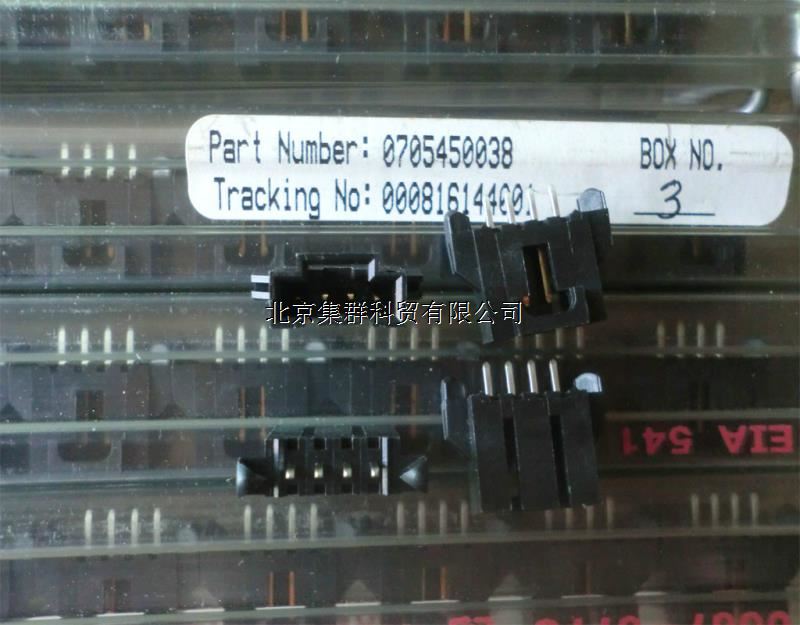 Part Number: 0705450038 BOX NO.
Tracking No: 000816144601 3
北京集群科贸有限公司
EIA 541